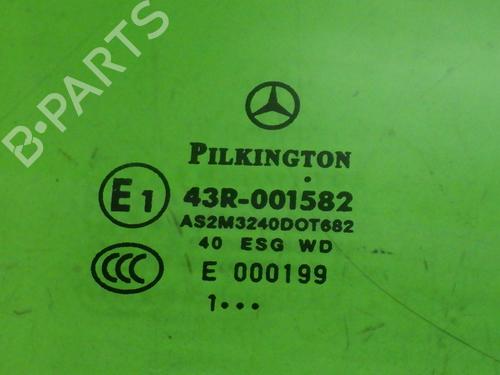 B-PARTS
PILKINGTON
E1
43R-001582
AS2M3240DOT682
40 ESG WD
CCC
E 000199
1•••